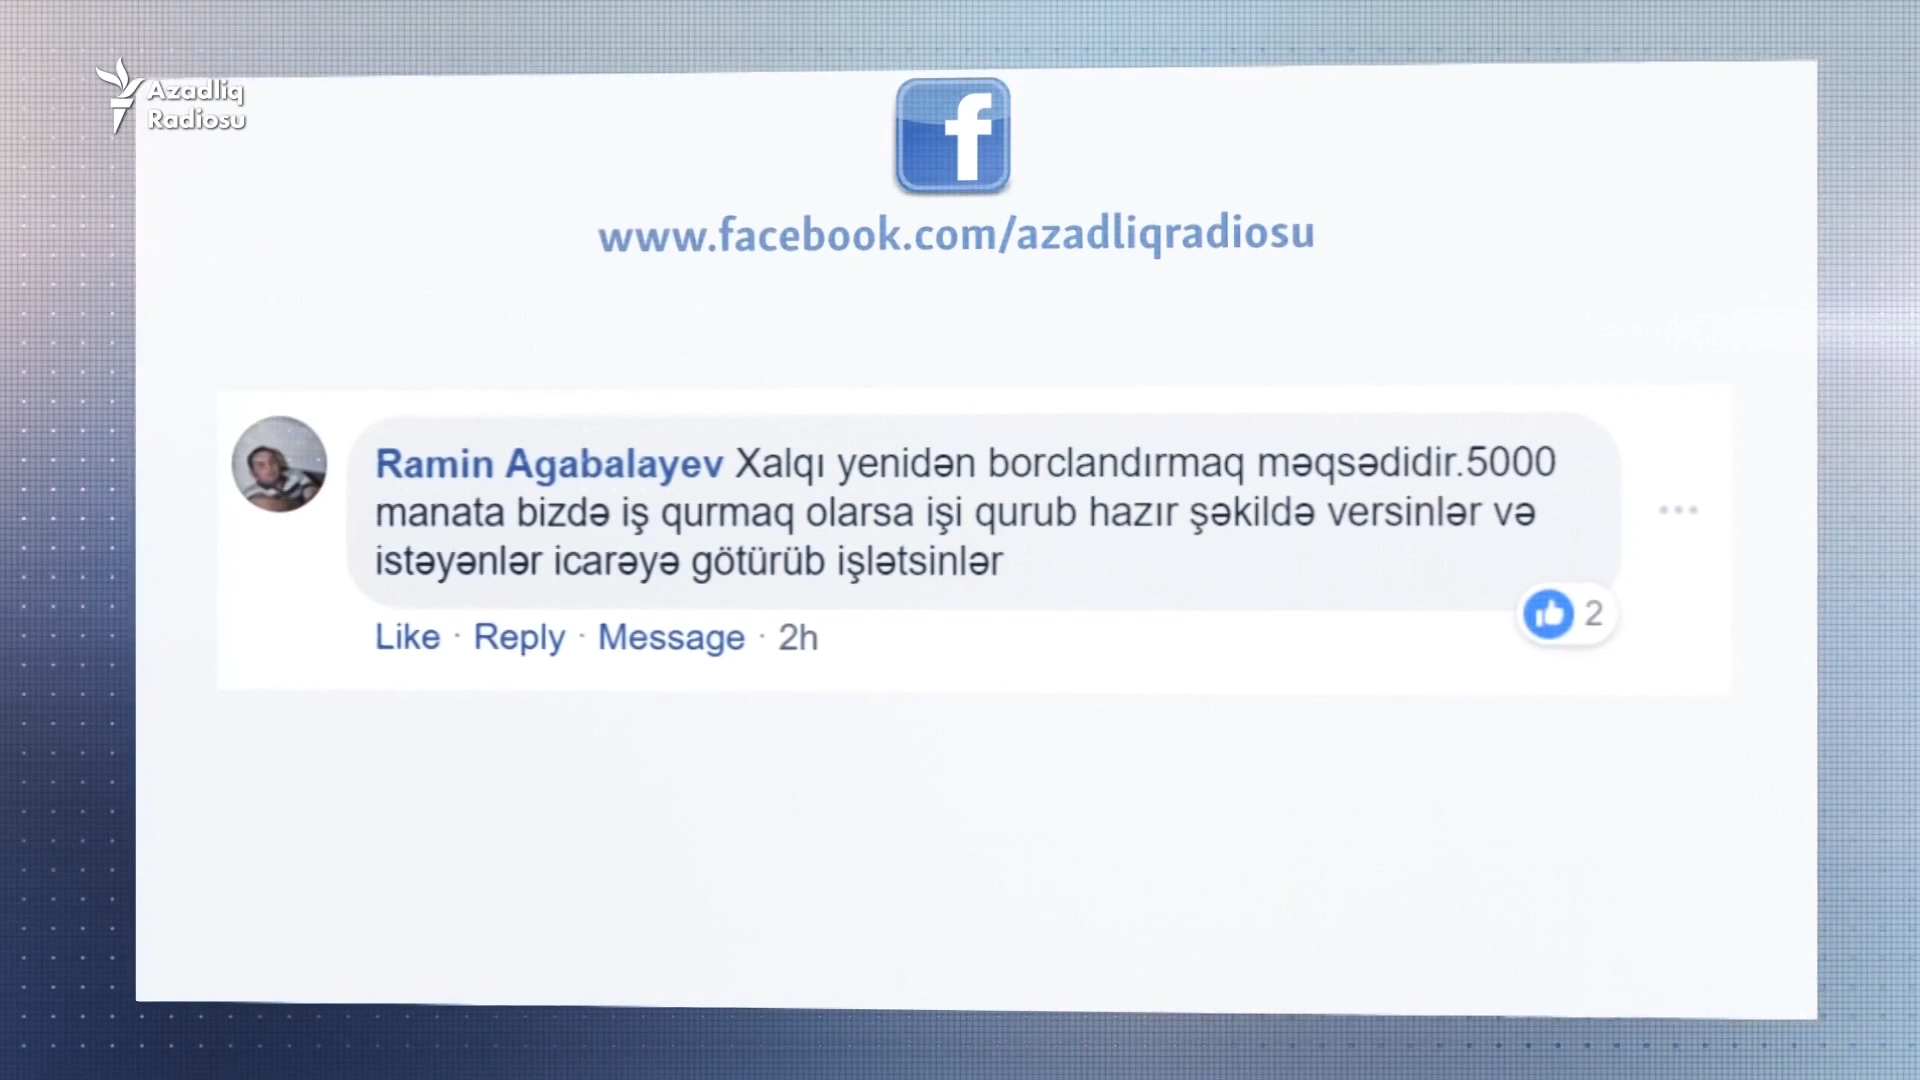 Azadliq
Radiosu
f
www.facebook.com/azadliqradiosu
Ramin Agabalayev Xalqı yenidən borclandırmaq məqsədidir.5000
manata bizdə iş qurmaq olarsa işi qurub hazır şəkildə versinlər və
istəyənlər icarəyə götürüb işlətsinlər
2
Like · Reply · Message · 2h